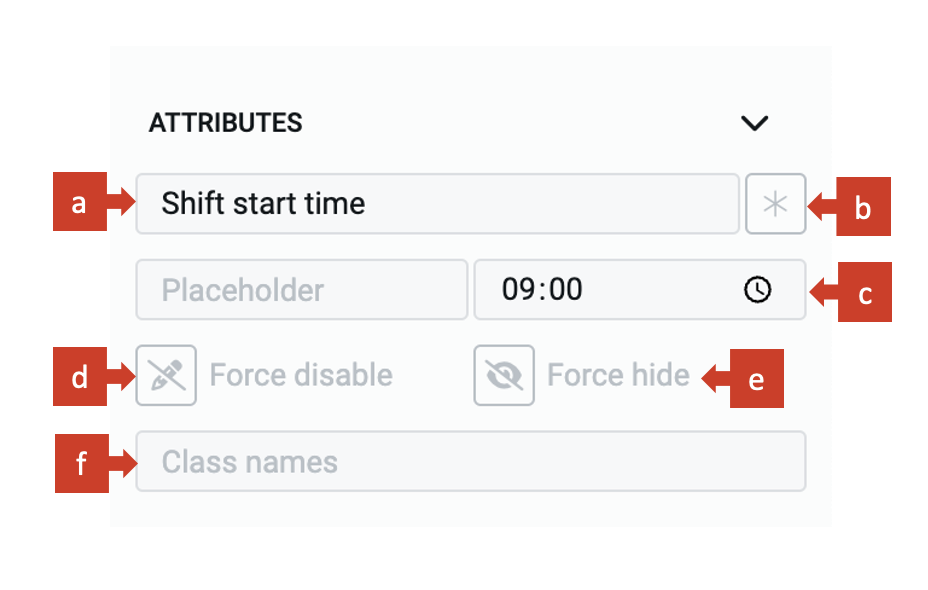 ATTRIBUTES
a Shift start time * b
Placeholder 09:00 c
d Force disable Force hide e
f Class names